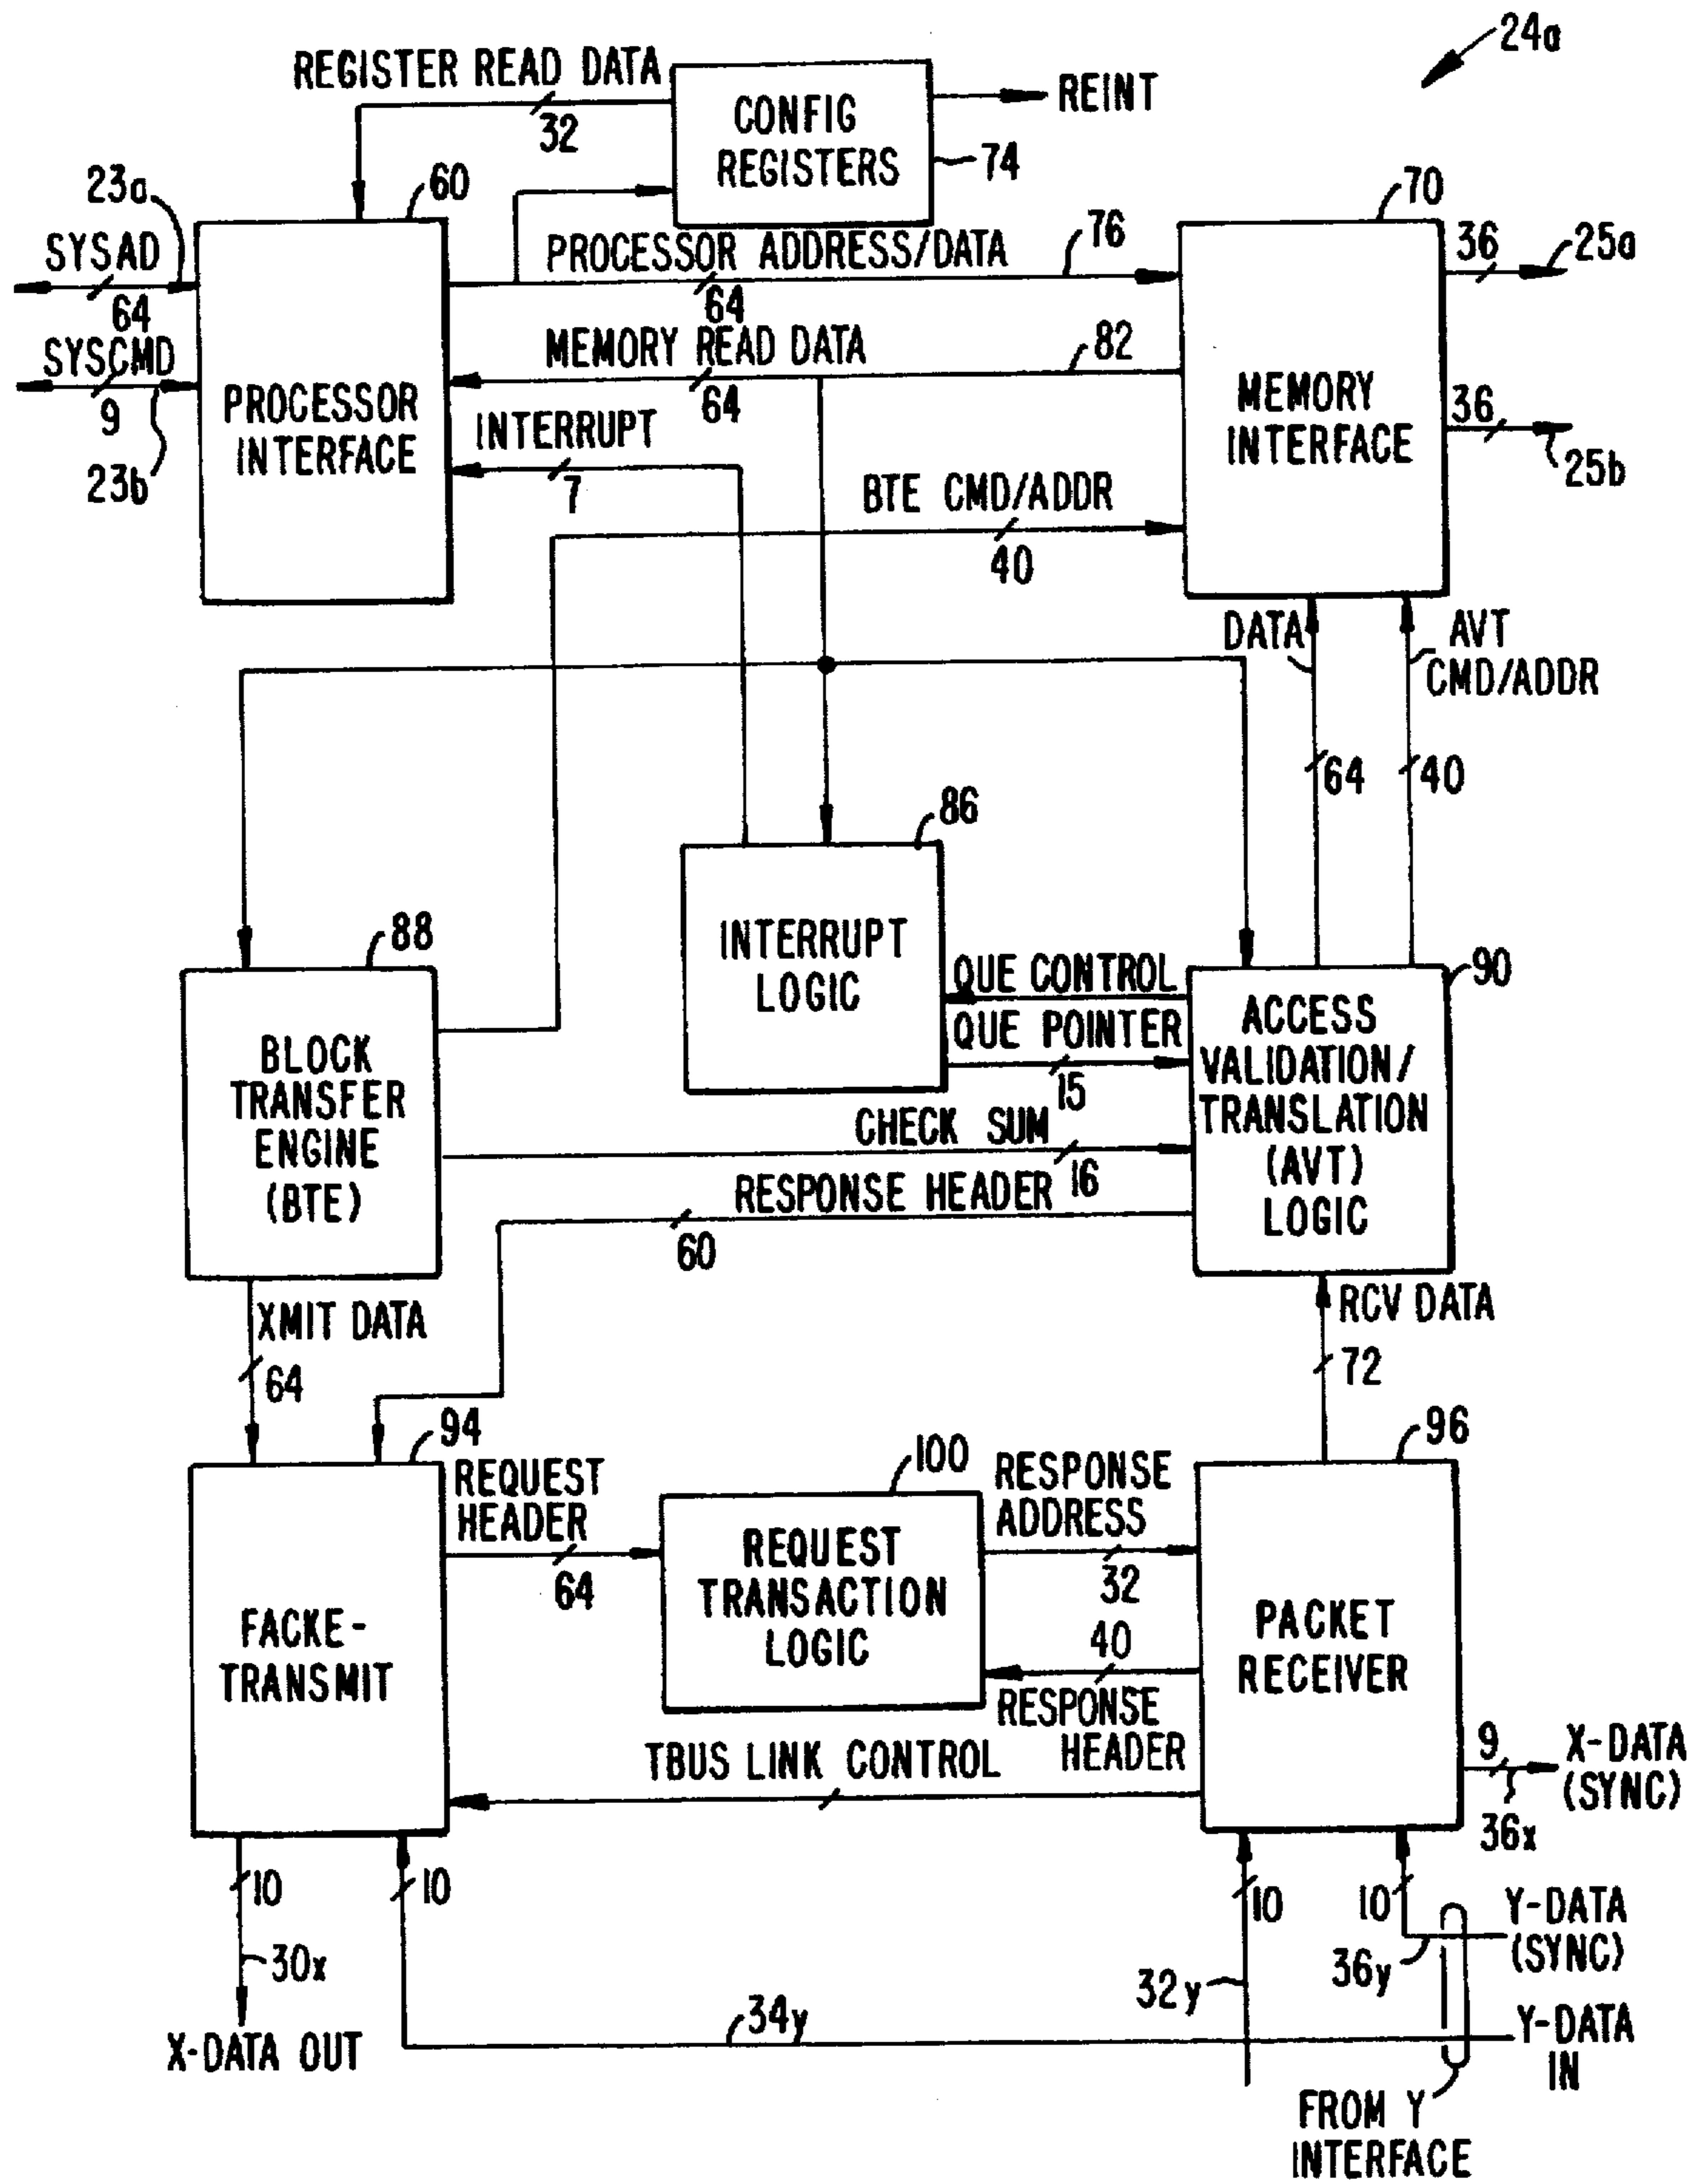 24a
REGISTER READ DATA
32
CONFIG
REGISTERS
REINT
74
23a
60
70
SYSAD
64
PROCESSOR ADDRESS/DATA
76
64
36
25a
SYSCMD
9
23b
PROCESSOR
INTERFACE
MEMORY READ DATA
82
64
MEMORY
INTERFACE
36
25b
INTERRUPT
7
BTE CMD/ADDR
40
DATA
AVT
CMD/ADDR
64
40
86
INTERRUPT
LOGIC
88
BLOCK
TRANSFER
ENGINE
(BTE)
QUE CONTROL
QUE POINTER
15
90
ACCESS
VALIDATION/
TRANSLATION
(AVT)
LOGIC
CHECK SUM
16
RESPONSE HEADER
60
XMIT DATA
64
RCV DATA
72
94
FACKE-
TRANSMIT
REQUEST
HEADER
64
100
REQUEST
TRANSACTION
LOGIC
RESPONSE
ADDRESS
32
40
RESPONSE
HEADER
96
PACKET
RECEIVER
TBUS LINK CONTROL
9
X-DATA
(SYNC)
36x
10
10
10
10
30x
X-DATA OUT
34y
32y
36y
Y-DATA
(SYNC)
Y-DATA
IN
FROM Y
INTERFACE